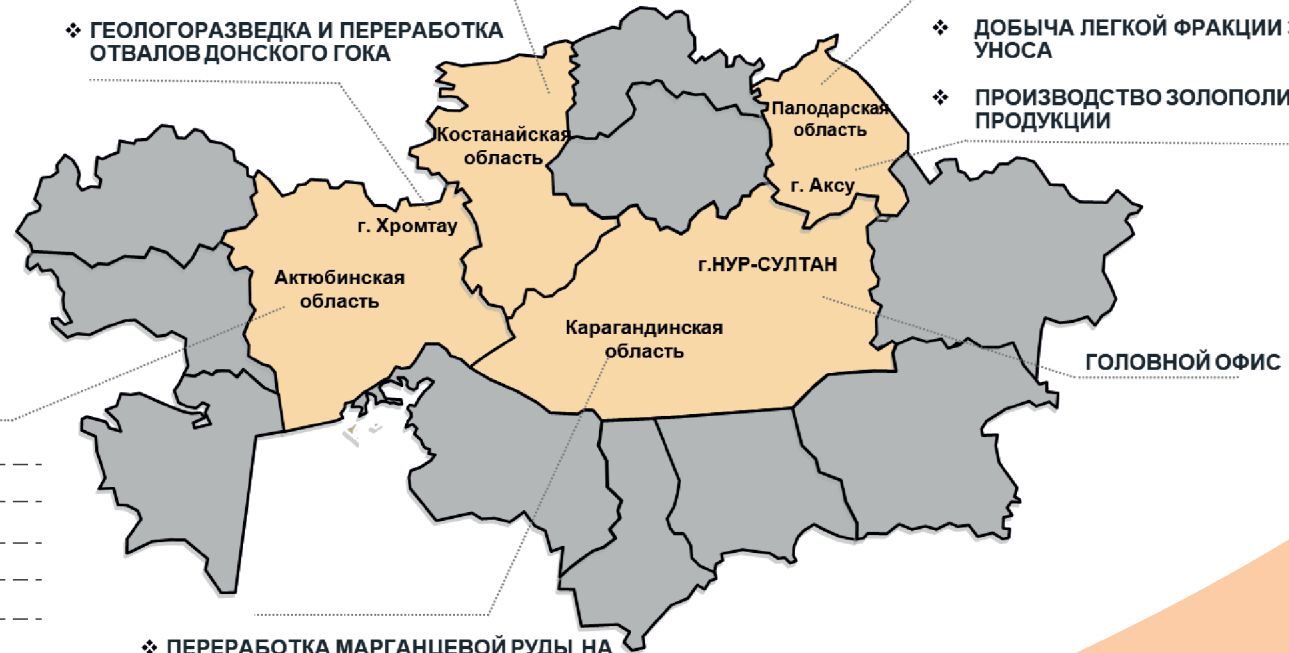 ❖ ГЕОЛОГОРАЗВЕДКА И ПЕРЕРАБОТКА
ОТВАЛОВ ДОНСКОГО ГОКА
❖ ДОБЫЧА ЛЕГКОЙ ФРАКЦИИ
УНОСА
❖ ПРОИЗВОДСТВО ЗОЛОПОЛИ
ПРОДУКЦИИ
Костанайская
область
Палодарская
область
г. Аксу
г. Хромтау
Актюбинская
область
г.НУР-СУЛТАН
Карагандинская
область
ГОЛОВНОЙ ОФИС
❖ ПЕРЕРАБОТКА МАРГАНЦЕВОЙ РУДЫ НА